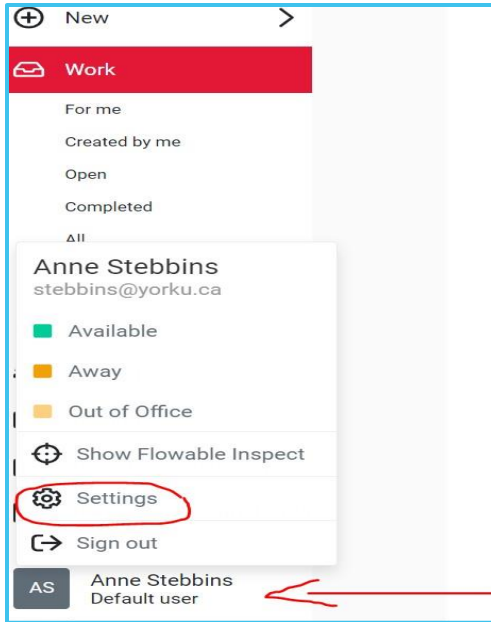 New
Work
For me
Created by me
Open
Completed
All
Anne Stebbins
stebbins@yorku.ca
Available
Away
Out of Office
Show Flowable Inspect
Settings
Sign out
AS
Anne Stebbins
Default user